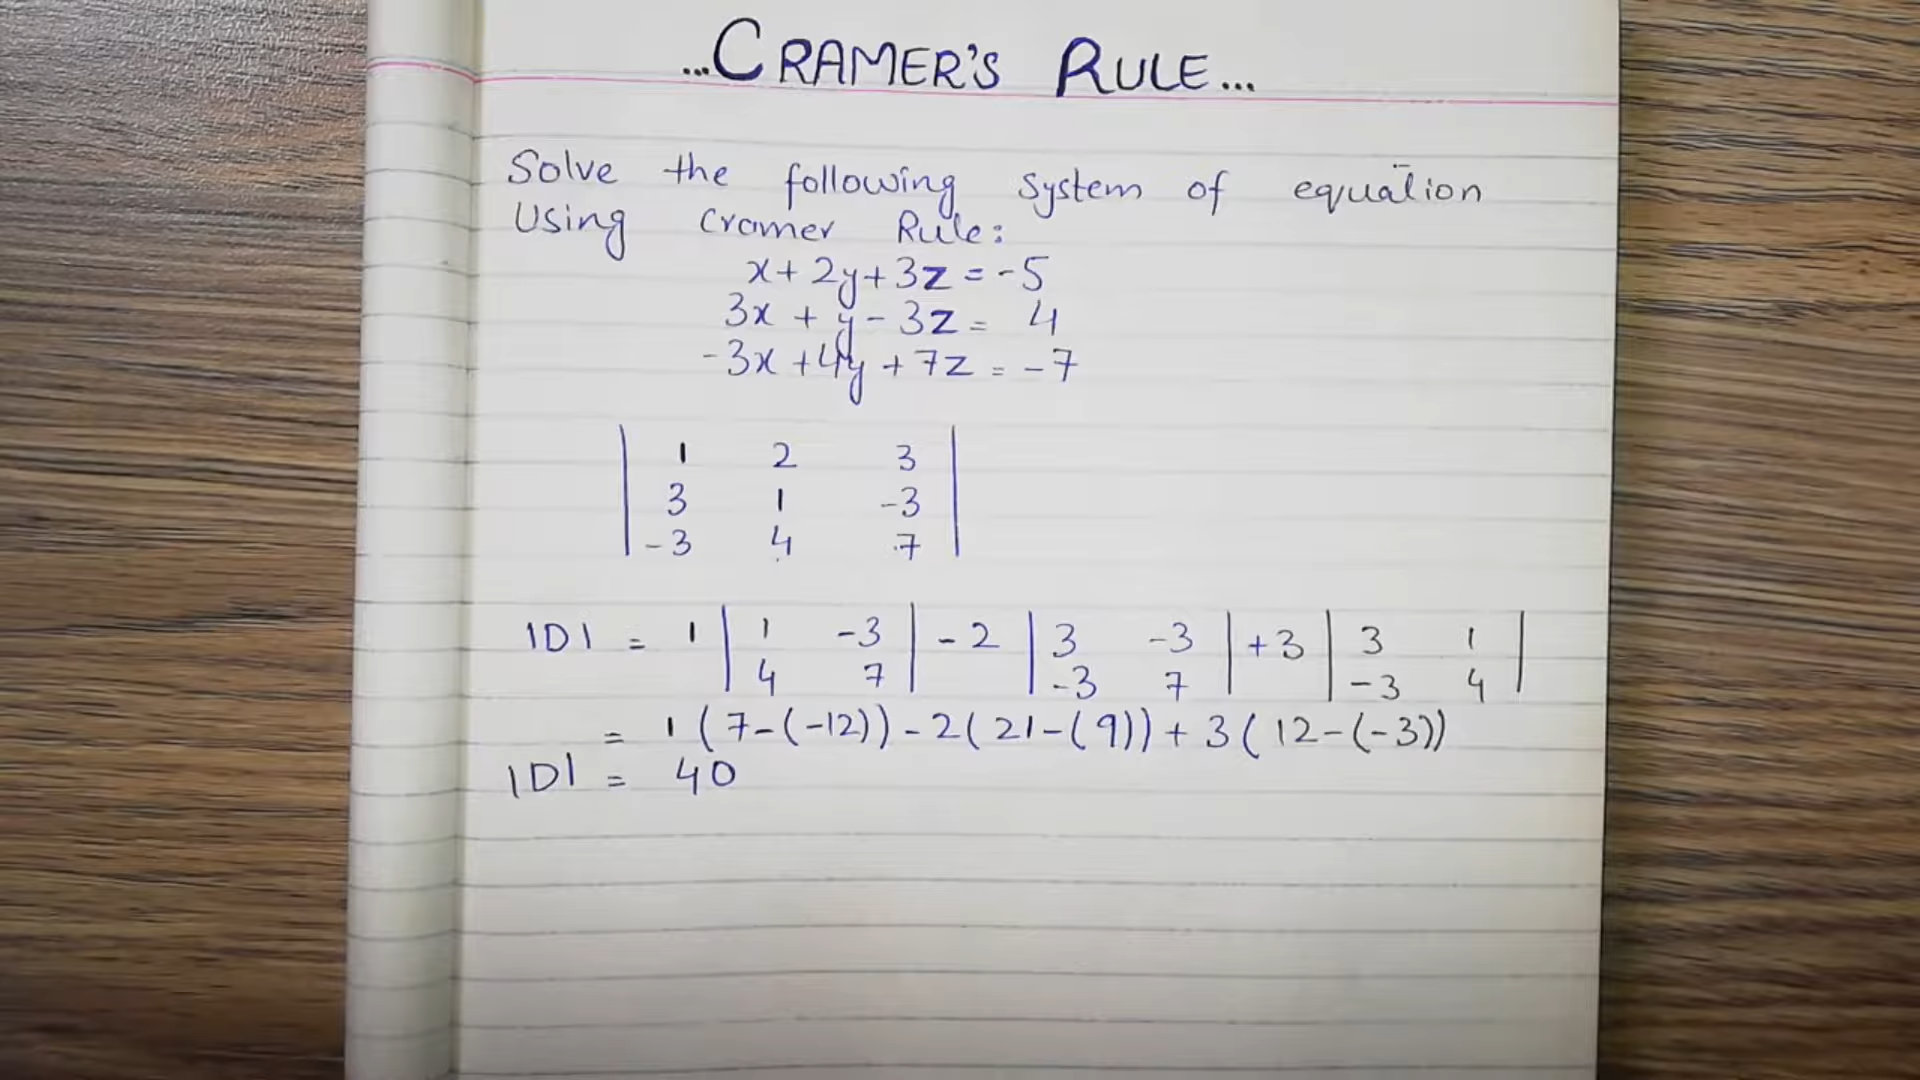 ...CRAMER'S RULE...
Solve the following system of equation
Using Cramer Rule:
x + 2y + 3z = -5
3x + y - 3z = 4
-3x + 4y + 7z = -7
| 1 2 3 |
| 3 1 -3 |
| -3 4 7 |
|D| = 1 | 1 -3 | - 2 | 3 -3 | + 3 | 3 1 |
| 4 7 | | -3 7 | | -3 4 |
= 1 (7-(-12)) - 2(21-(9)) + 3(12-(-3))
|D| = 40